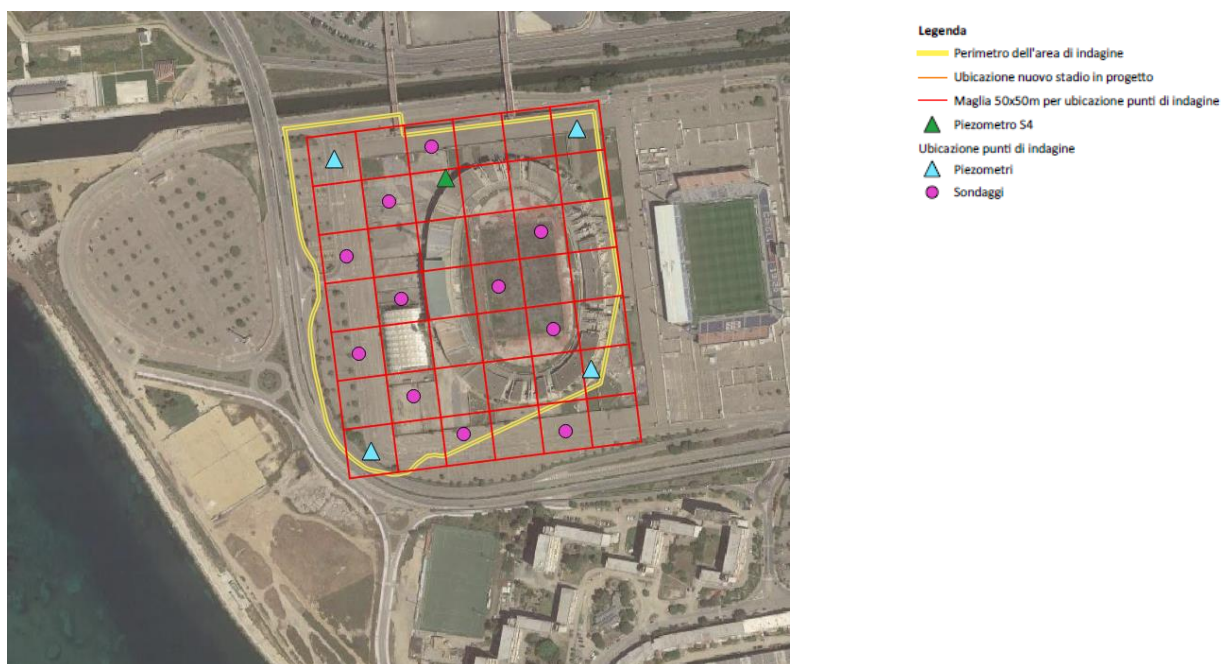 Legenda
Perimetro dell'area di indagine
Ubicazione nuovo stadio in progetto
Maglia 50x50m per ubicazione punti di indagine
Piezometro S4
Ubicazione punti di indagine
Piezometri
Sondaggi